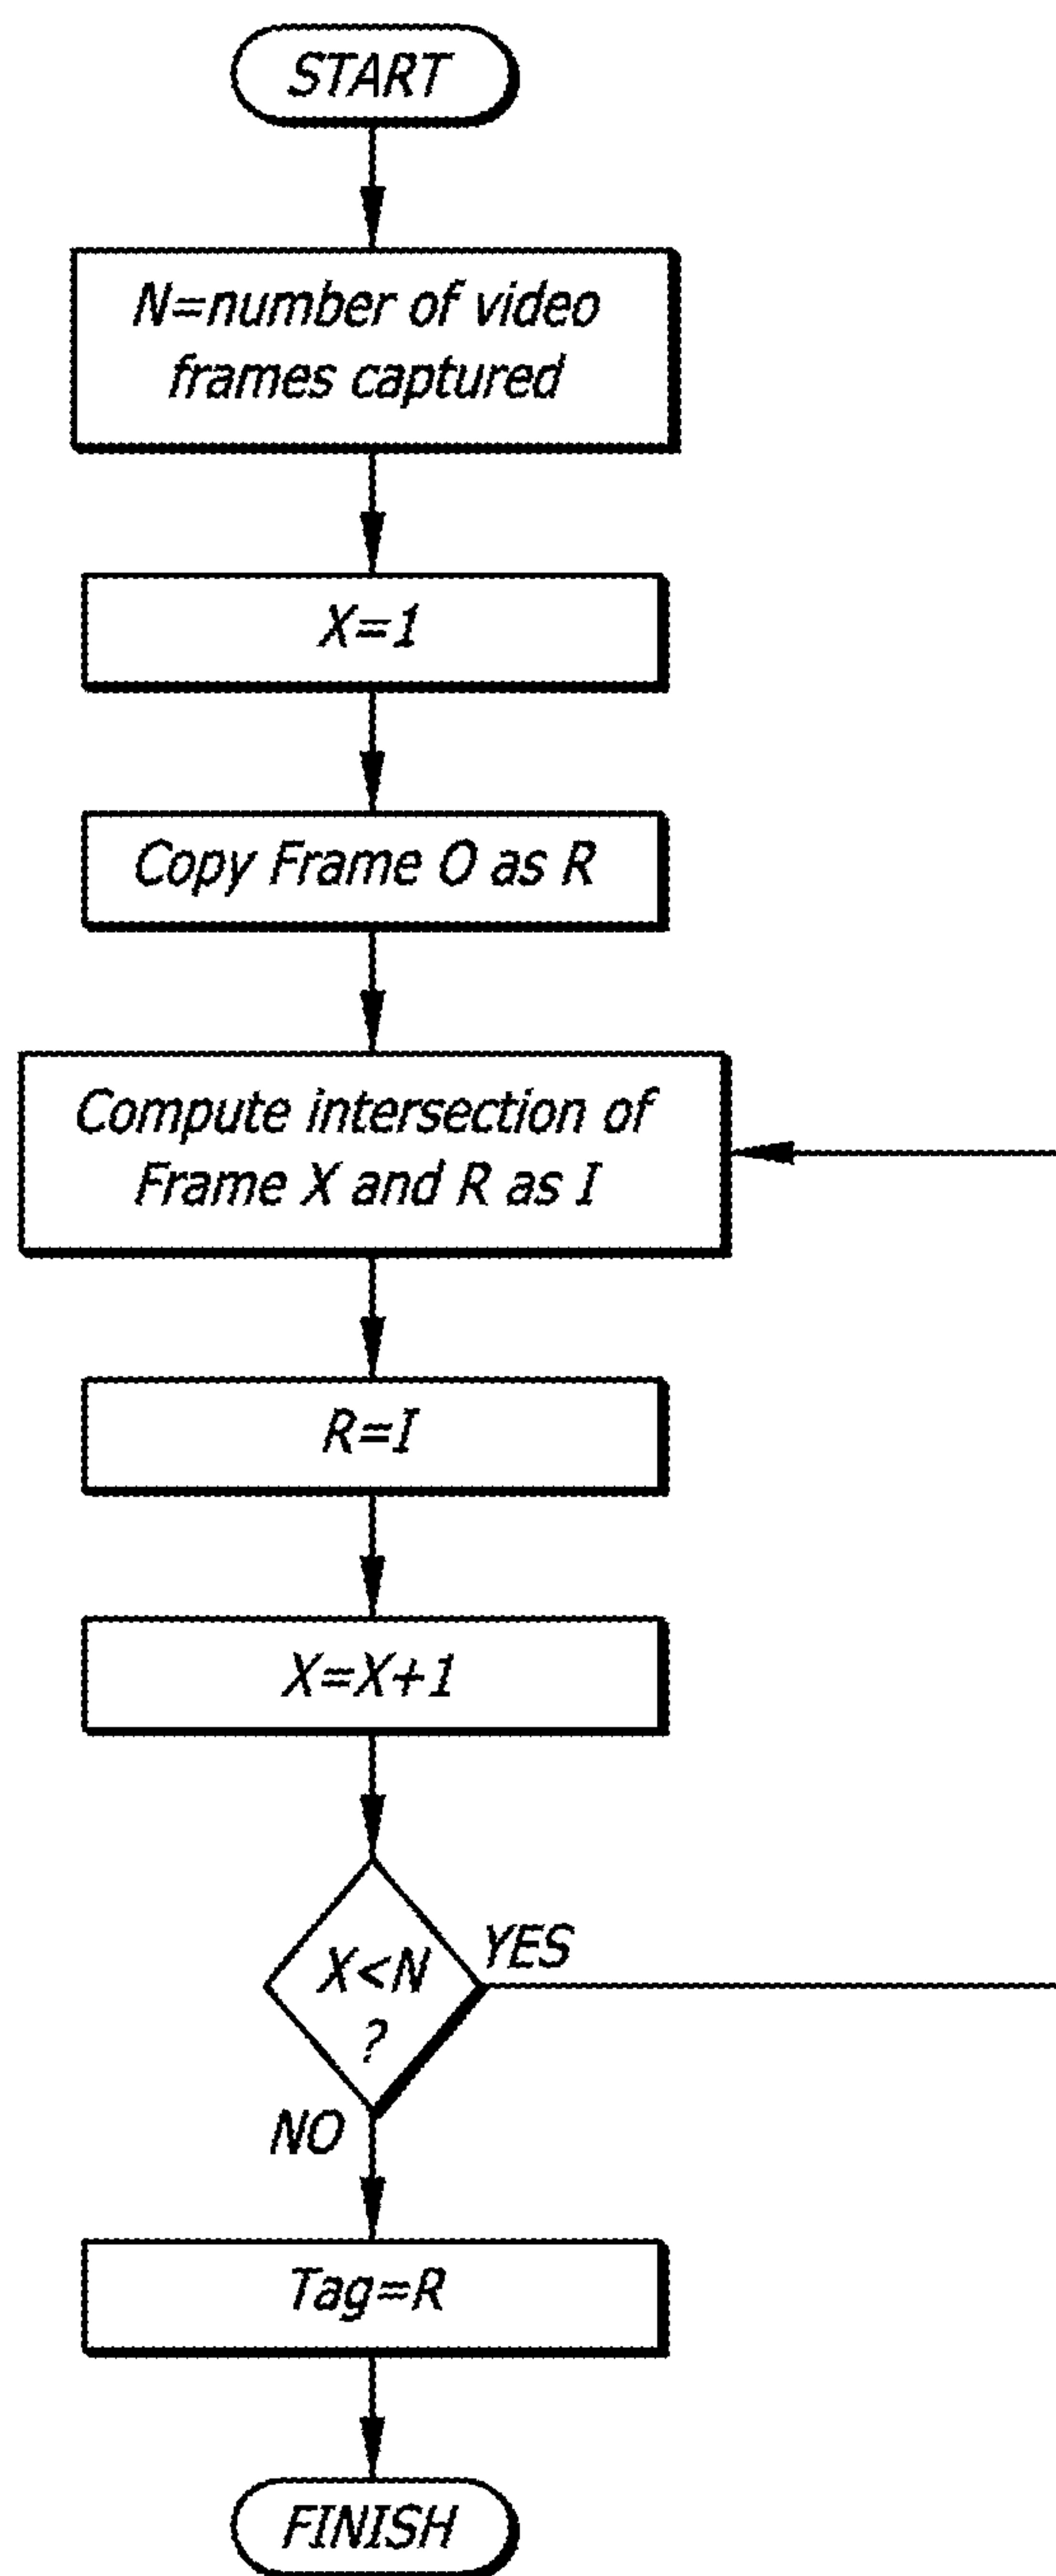 START
N=number of video
frames captured
X=1
Copy Frame O as R
Compute intersection of
Frame X and R as I
R=I
X=X+1
X<N
?
YES
NO
Tag=R
FINISH